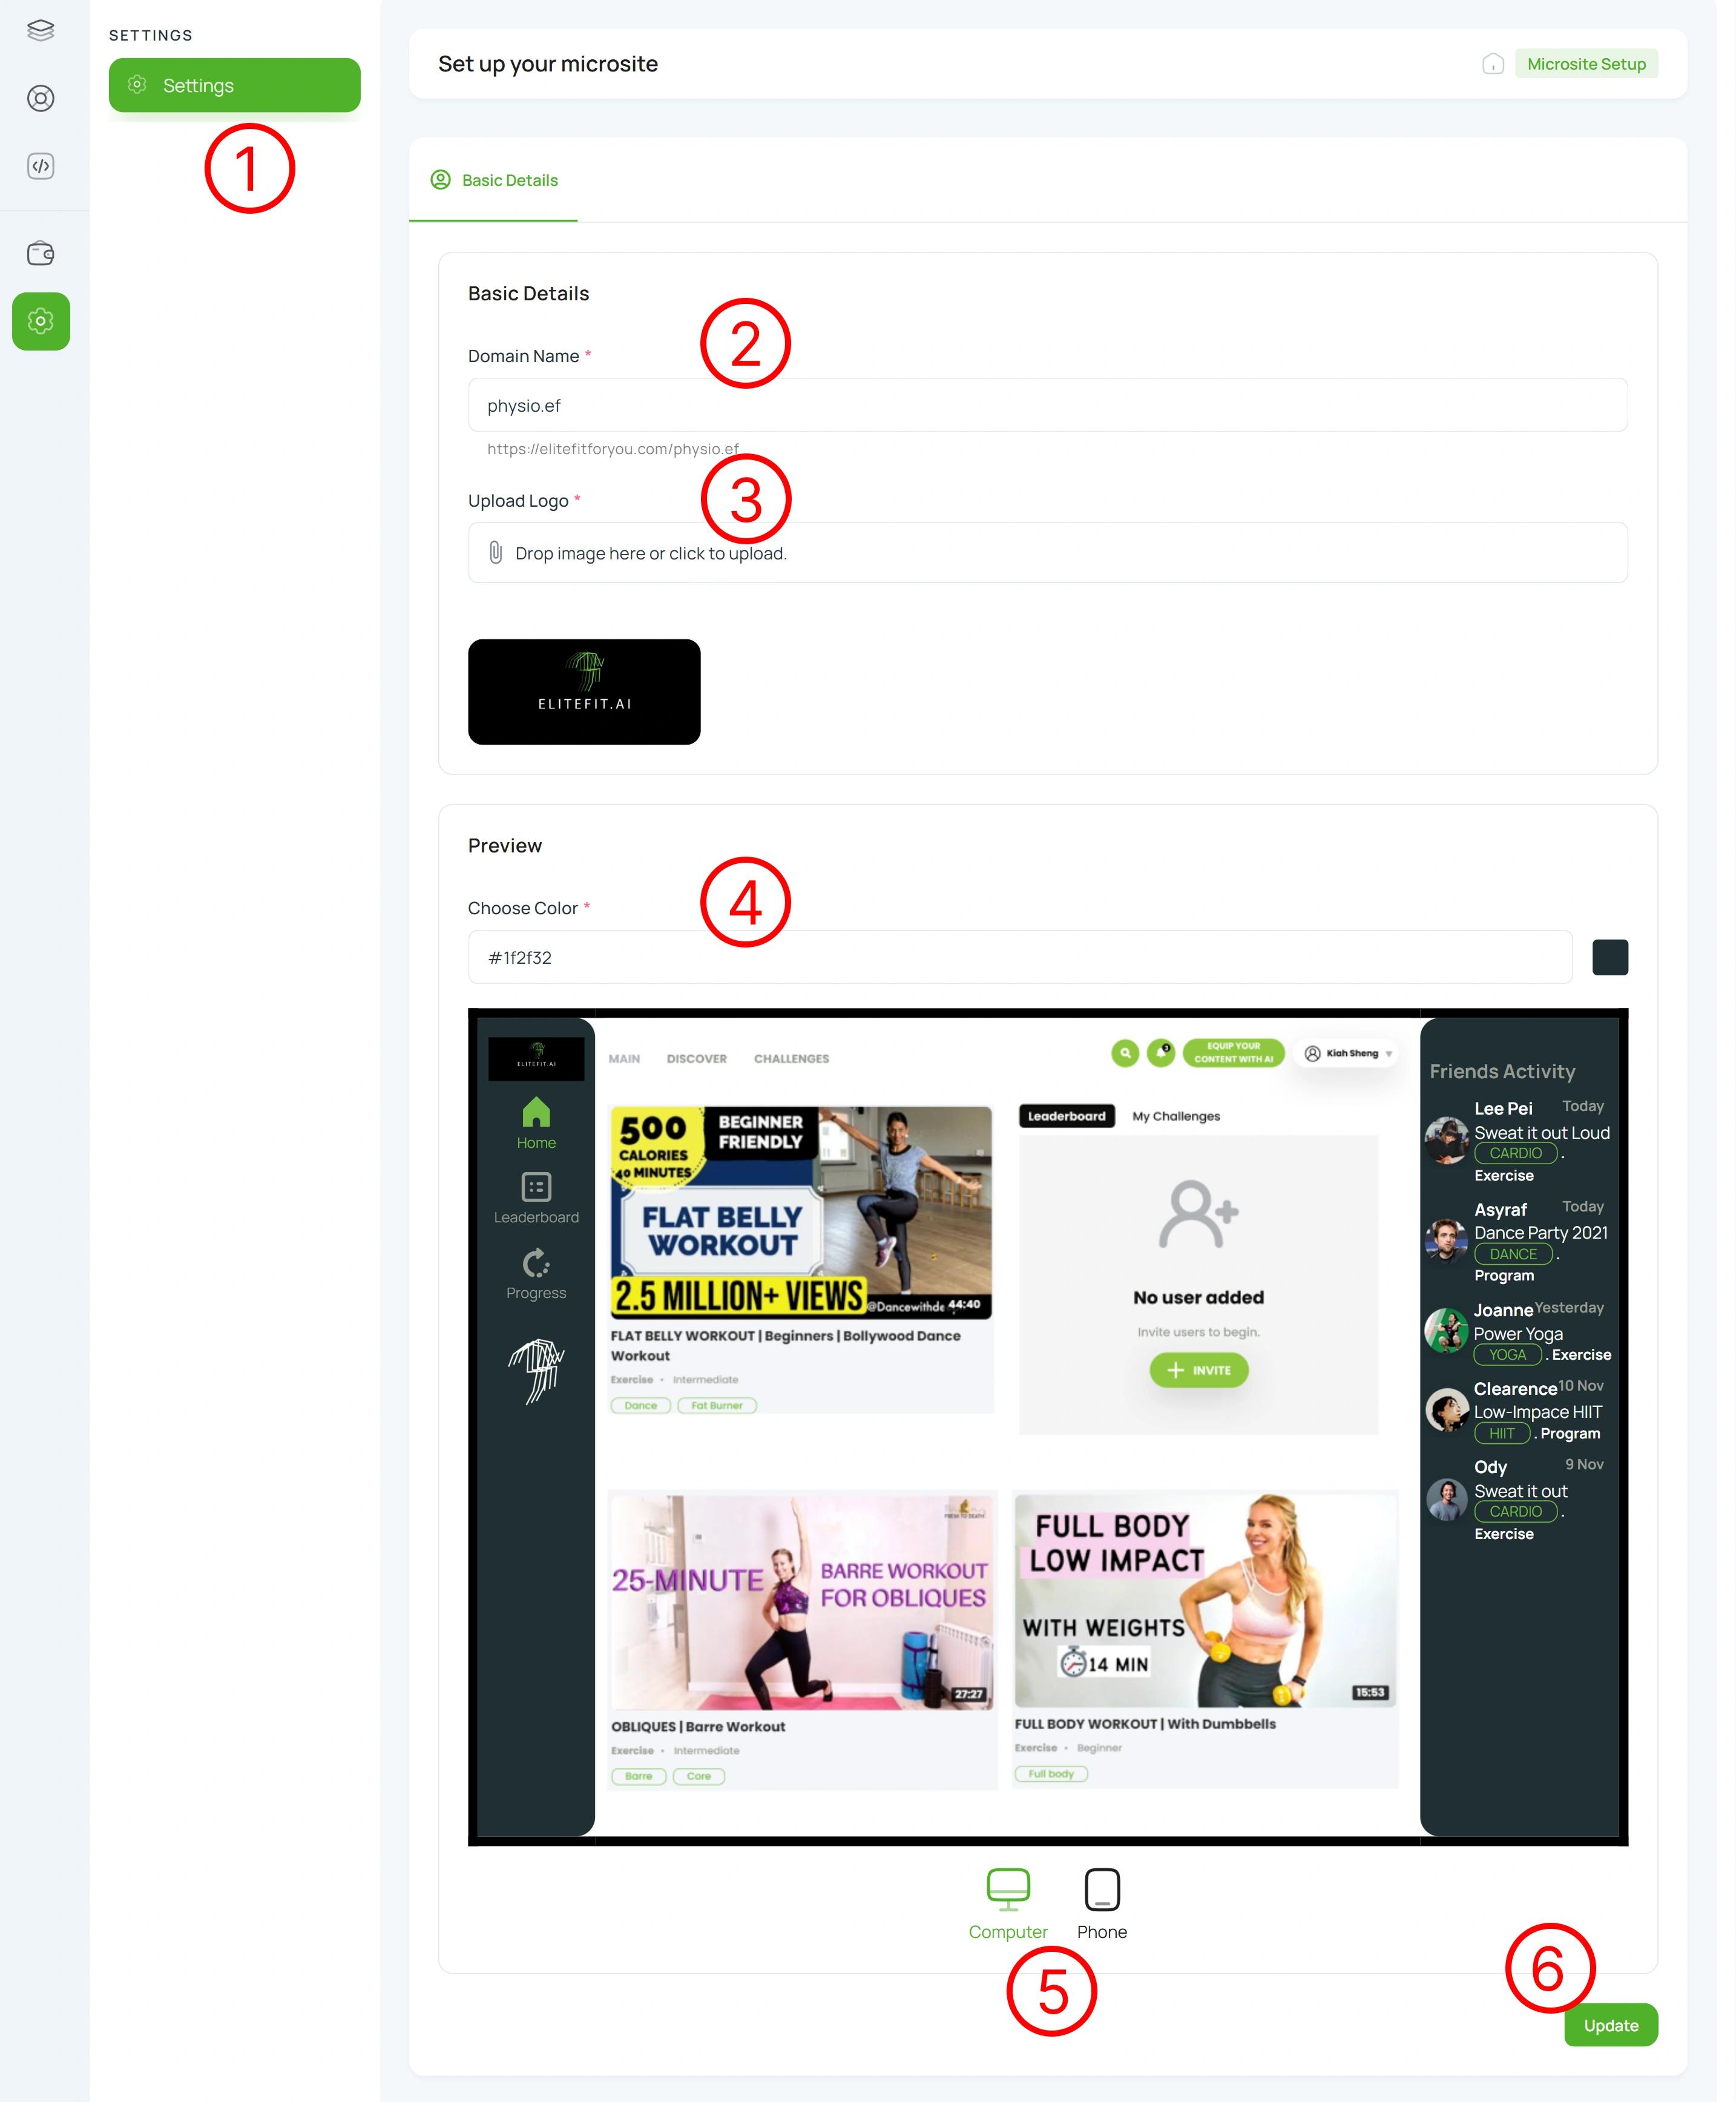 SETTINGS
Settings
1
Set up your microsite
Microsite Setup
Basic Details
Basic Details
2
Domain Name *
physio.ef
https://elitefitforyou.com/physio.ef
3
Upload Logo *
Drop image here or click to upload.
ELITEFIT.AI
Preview
4
Choose Color *
#1f2f32
ELITEFIT.AI
Home
Leaderboard
Progress
MAIN DISCOVER CHALLENGES
3
EQUIP YOUR
CONTENT WITH AI
Kiah Sheng
500
CALORIES
40 MINUTES
BEGINNER
FRIENDLY
FLAT BELLY
WORKOUT
2.5 MILLION+ VIEWS
@Dancewithde 44:40
FLAT BELLY WORKOUT | Beginners | Bollywood Dance
Workout
Exercise • Intermediate
Dance Fat Burner
Leaderboard My Challenges
No user added
Invite users to begin.
+ INVITE
25-MINUTE
BARRE WORKOUT
FOR OBLIQUES
27:27
OBLIQUES | Barre Workout
Exercise • Intermediate
Barre Core
FULL BODY
LOW IMPACT
WITH WEIGHTS
14 MIN
15:53
FULL BODY WORKOUT | With Dumbbells
Exercise • Beginner
Full body
Friends Activity
Lee Pei Today
Sweat it out Loud
CARDIO .
Exercise
Asyraf Today
Dance Party 2021
DANCE .
Program
Joanne Yesterday
Power Yoga
YOGA . Exercise
Clearence 10 Nov
Low-Impace HIIT
HIIT . Program
Ody 9 Nov
Sweat it out
CARDIO .
Exercise
Computer Phone
5
6
Update